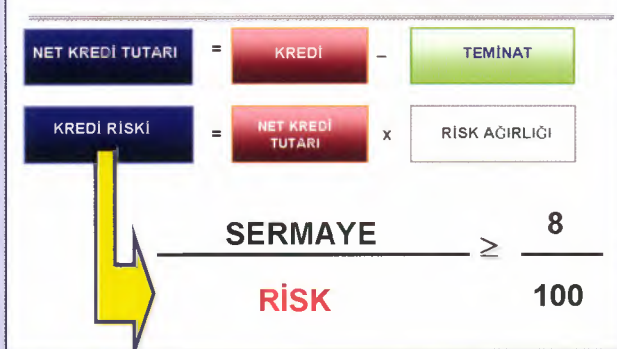 NET KREDİ TUTARI = KREDİ – TEMİNAT
KREDİ RİSKİ = NET KREDİ TUTARI x RİSK AĞIRLIĞI
SERMAYE
RİSK
≥
8
100